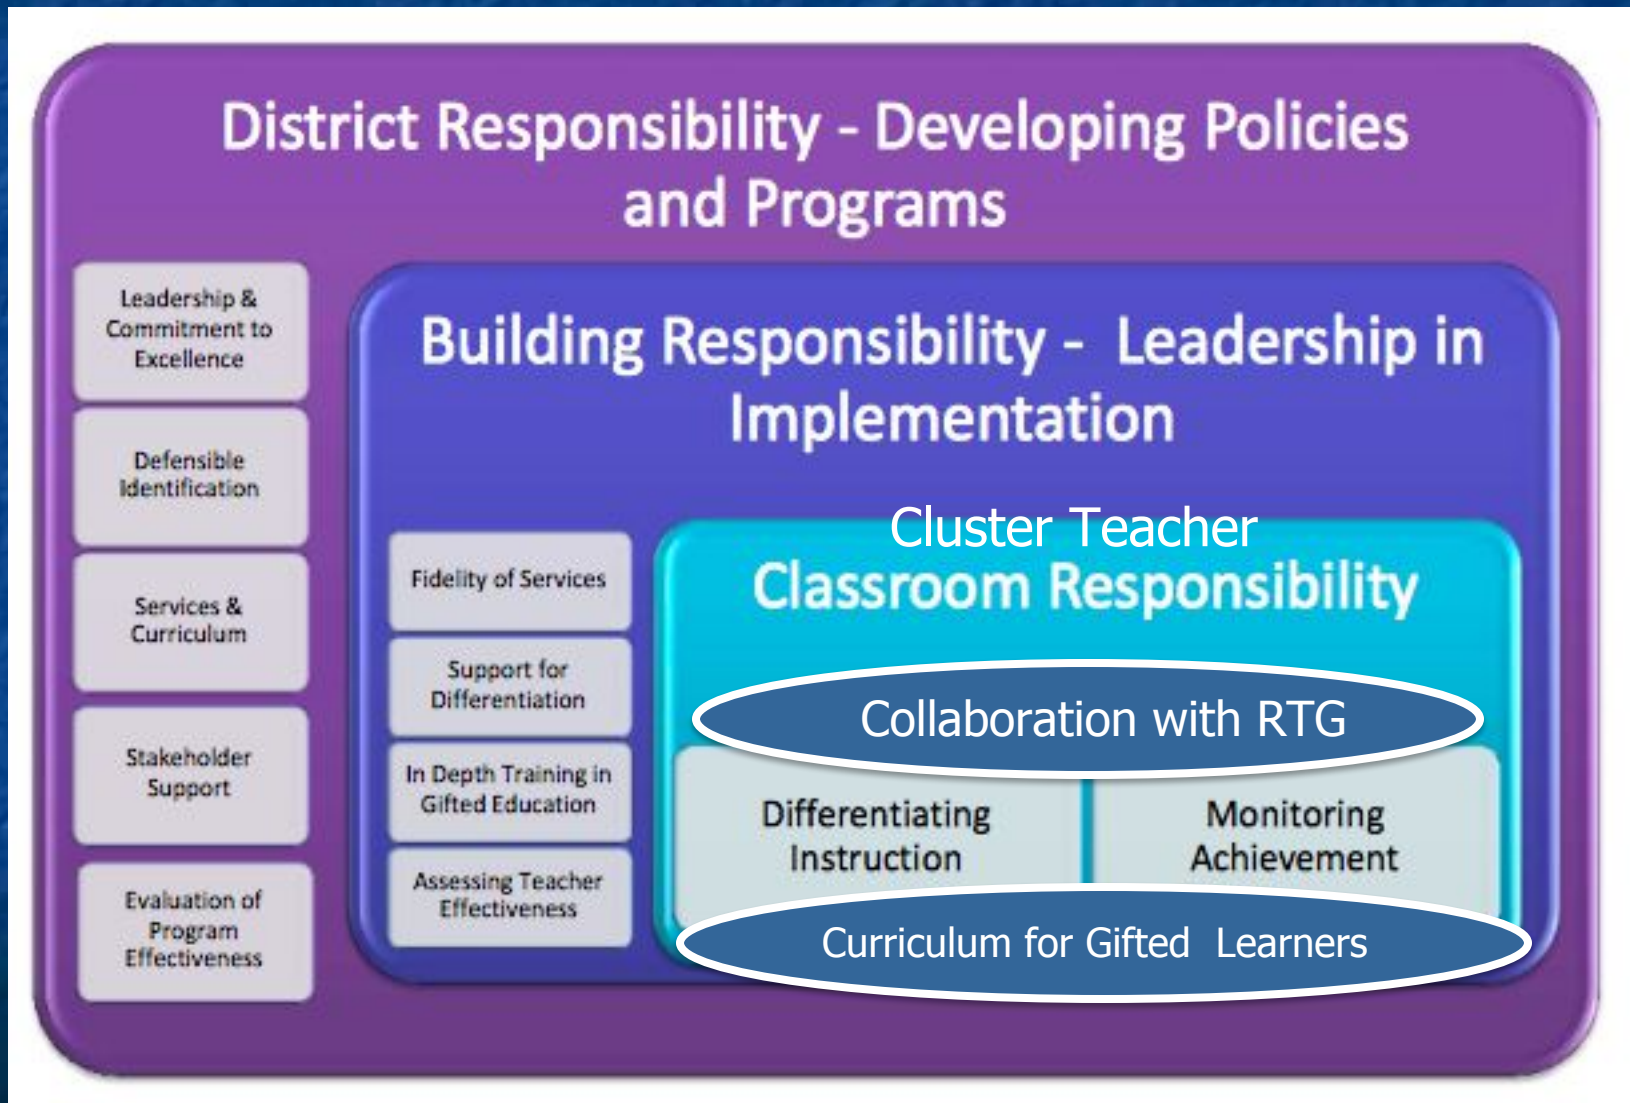 District Responsibility - Developing Policies
and Programs
Leadership &
Commitment to
Excellence
Defensible
Identification
Services &
Curriculum
Stakeholder
Support
Evaluation of
Program
Effectiveness
Building Responsibility - Leadership in
Implementation
Fidelity of Services
Support for
Differentiation
In Depth Training in
Gifted Education
Assessing Teacher
Effectiveness
Cluster Teacher
Classroom Responsibility
Collaboration with RTG
Differentiating
Instruction
Monitoring
Achievement
Curriculum for Gifted Learners